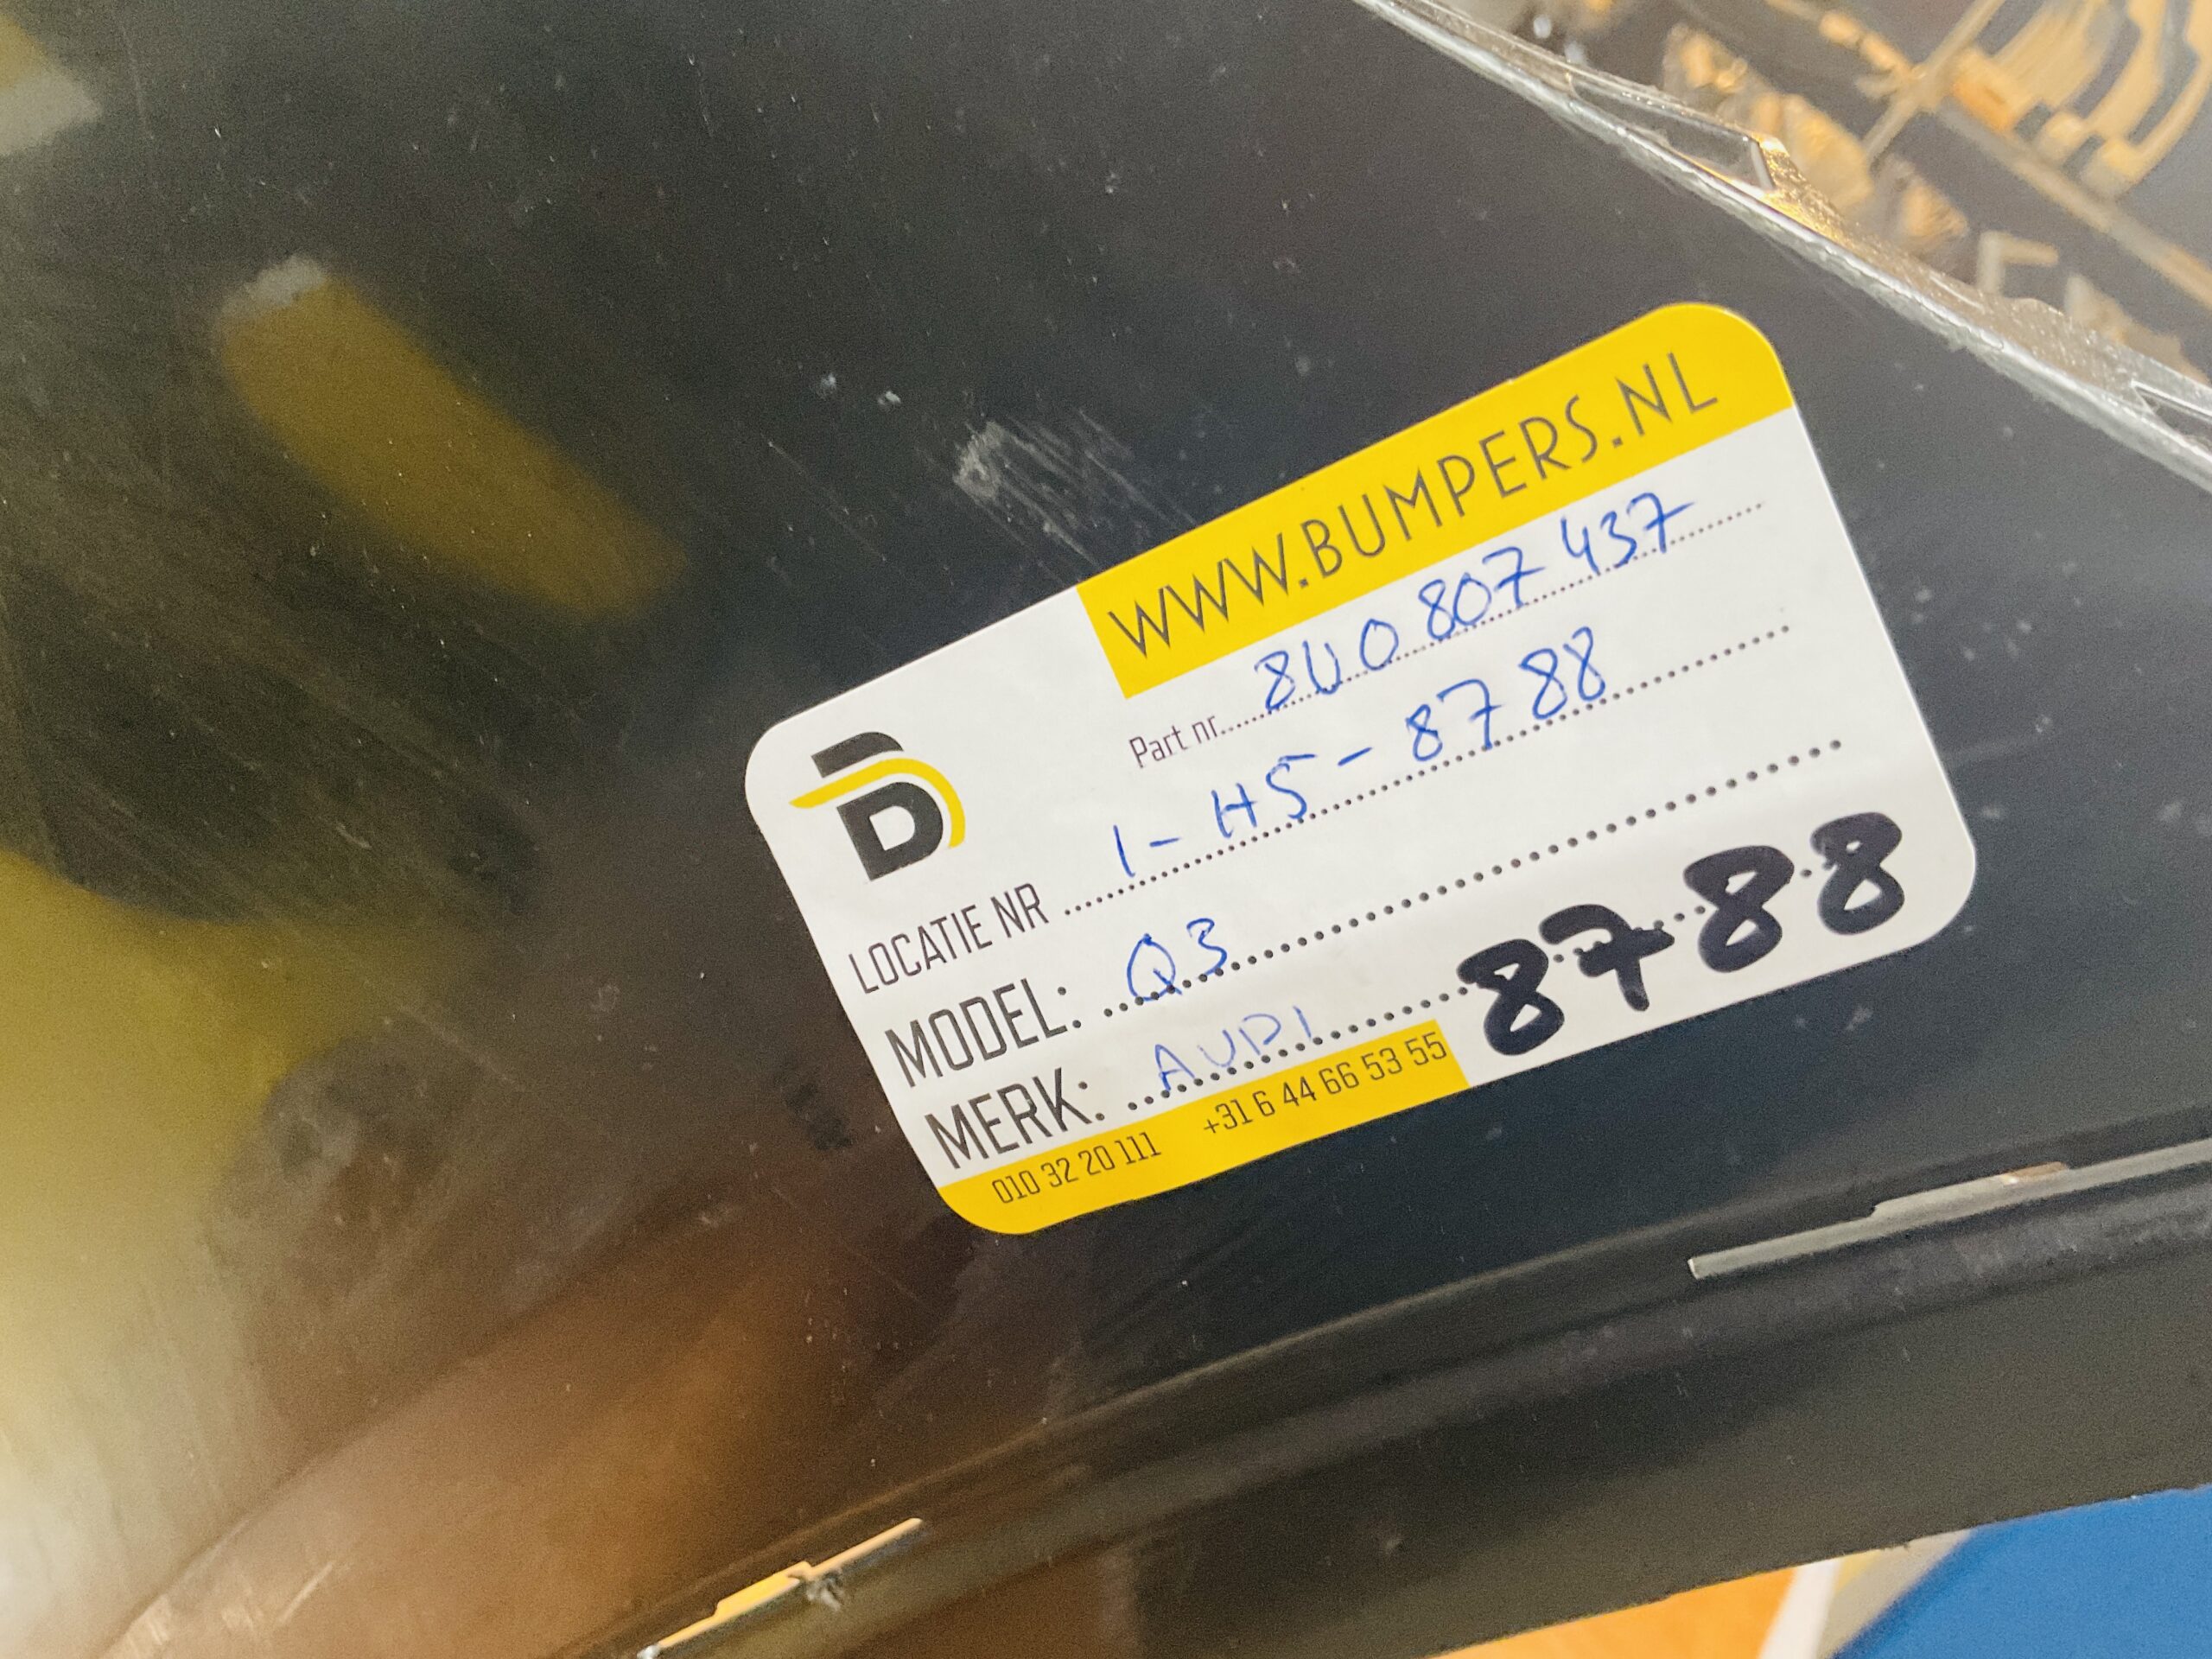 WWW.BUMPERS.NL
Part nr. 8U0 807 437
LOCATIE NR 1-H5-8788
MODEL: Q3
MERK: AUDI
8788
010 32 20 111 +31 6 44 66 53 55